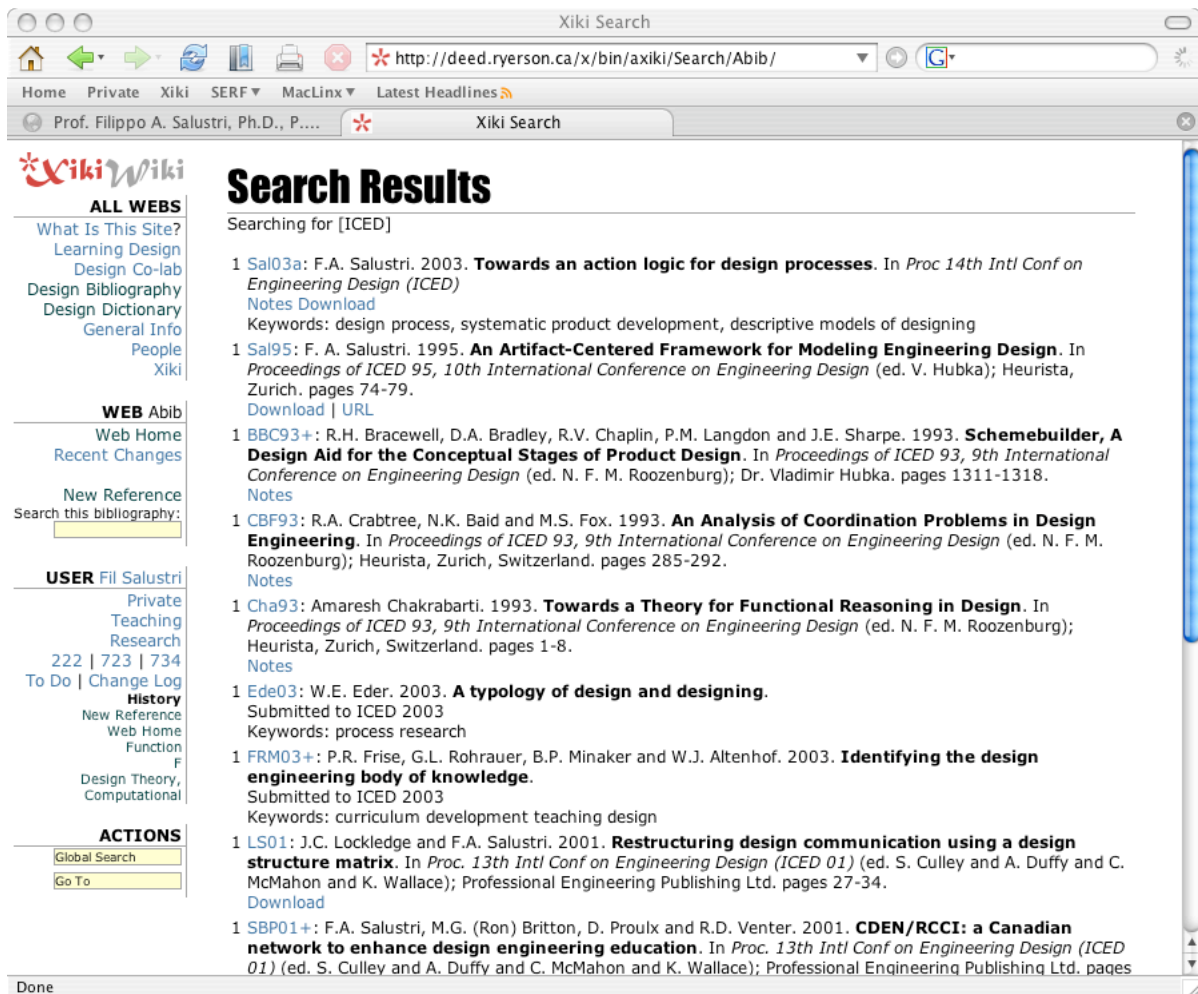 Xiki Search
http://deed.ryerson.ca/x/bin/axiki/Search/Abib/
G
Home Private Xiki SERF MacLinx Latest Headlines
Prof. Filippo A. Salustri, Ph.D., P.... Xiki Search
XikiWiki
ALL WEBS
What Is This Site?
Learning Design
Design Co-lab
Design Bibliography
Design Dictionary
General Info
People
Xiki
WEB Abib
Web Home
Recent Changes
New Reference
Search this bibliography:
USER Fil Salustri
Private
Teaching
Research
222 | 723 | 734
To Do | Change Log
History
New Reference
Web Home
Function
F
Design Theory,
Computational
ACTIONS
Global Search
Go To
Search Results
Searching for [ICED]
1 Sal03a: F.A. Salustri. 2003. Towards an action logic for design processes. In Proc 14th Intl Conf on
Engineering Design (ICED)
Notes Download
Keywords: design process, systematic product development, descriptive models of designing
1 Sal95: F. A. Salustri. 1995. An Artifact-Centered Framework for Modeling Engineering Design. In
Proceedings of ICED 95, 10th International Conference on Engineering Design (ed. V. Hubka); Heurista,
Zurich. pages 74-79.
Download | URL
1 BBC93+: R.H. Bracewell, D.A. Bradley, R.V. Chaplin, P.M. Langdon and J.E. Sharpe. 1993. Schemebuilder, A
Design Aid for the Conceptual Stages of Product Design. In Proceedings of ICED 93, 9th International
Conference on Engineering Design (ed. N. F. M. Roozenburg); Dr. Vladimir Hubka. pages 1311-1318.
Notes
1 CBF93: R.A. Crabtree, N.K. Baid and M.S. Fox. 1993. An Analysis of Coordination Problems in Design
Engineering. In Proceedings of ICED 93, 9th International Conference on Engineering Design (ed. N. F. M.
Roozenburg); Heurista, Zurich, Switzerland. pages 285-292.
Notes
1 Cha93: Amaresh Chakrabarti. 1993. Towards a Theory for Functional Reasoning in Design. In
Proceedings of ICED 93, 9th International Conference on Engineering Design (ed. N. F. M. Roozenburg);
Heurista, Zurich, Switzerland. pages 1-8.
Notes
1 Ede03: W.E. Eder. 2003. A typology of design and designing.
Submitted to ICED 2003
Keywords: process research
1 FRM03+: P.R. Frise, G.L. Rohrauer, B.P. Minaker and W.J. Altenhof. 2003. Identifying the design
engineering body of knowledge.
Submitted to ICED 2003
Keywords: curriculum development teaching design
1 LS01: J.C. Lockledge and F.A. Salustri. 2001. Restructuring design communication using a design
structure matrix. In Proc. 13th Intl Conf on Engineering Design (ICED 01) (ed. S. Culley and A. Duffy and C.
McMahon and K. Wallace); Professional Engineering Publishing Ltd. pages 27-34.
Download
1 SBP01+: F.A. Salustri, M.G. (Ron) Britton, D. Proulx and R.D. Venter. 2001. CDEN/RCCI: a Canadian
network to enhance design engineering education. In Proc. 13th Intl Conf on Engineering Design (ICED
01) (ed. S. Culley and A. Duffy and C. McMahon and K. Wallace); Professional Engineering Publishing Ltd. pages
Done